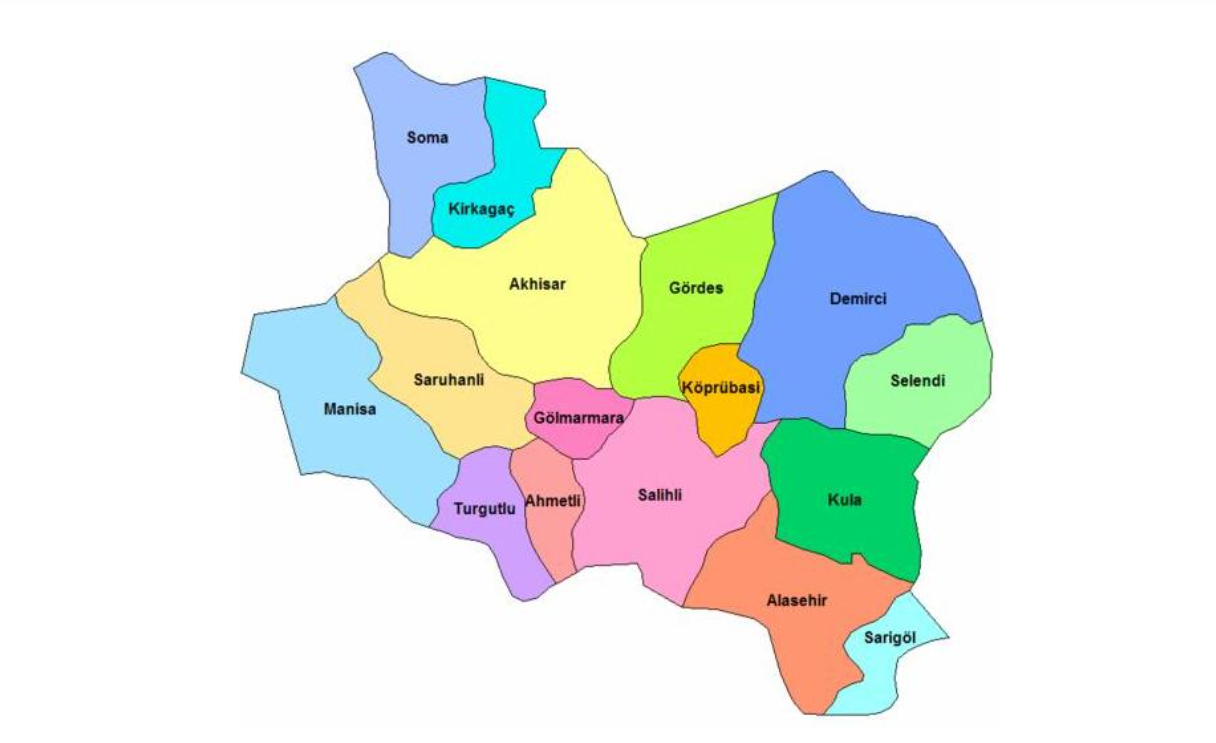 Soma
Kirkagaç
Akhisar
Gördes
Demirci
Saruhanli
Selendi
Köprübasi
Manisa
Gölmarmara
Salihli
Kula
Ahmetli
Turgutlu
Alasehir
Sarigöl